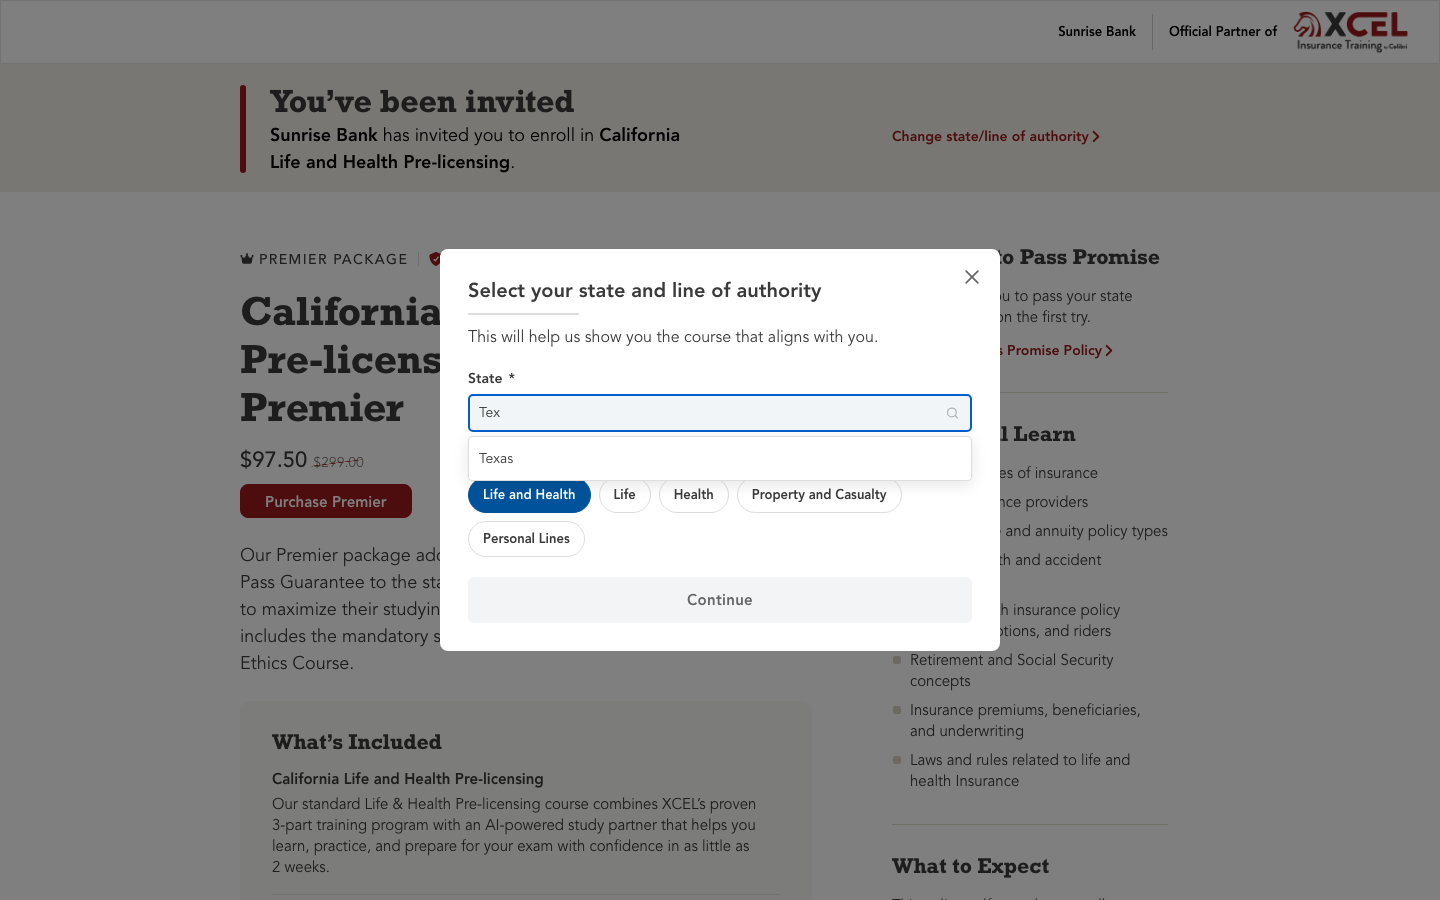 Sunrise Bank
Official Partner of
XCEL
Insurance Training by Colibri
You’ve been invited
Sunrise Bank has invited you to enroll in California
Life and Health Pre-licensing.
Change state/line of authority
PREMIER PACKAGE
California
Pre-licens
Premier
$97.50 $299.00
Purchase Premier
Our Premier package add
Pass Guarantee to the sta
to maximize their studyin
includes the mandatory s
Ethics Course.
What’s Included
California Life and Health Pre-licensing
Our standard Life & Health Pre-licensing course combines XCEL’s proven
3-part training program with an AI-powered study partner that helps you
learn, practice, and prepare for your exam with confidence in as little as
2 weeks.
Select your state and line of authority
This will help us show you the course that aligns with you.
State *
Tex
Texas
Life and Health
Life
Health
Property and Casualty
Personal Lines
Continue
to Pass Promise
ou to pass your state
on the first try.
s Promise Policy
l Learn
es of insurance
nce providers
and annuity policy types
th and accident
h insurance policy
otions, and riders
Retirement and Social Security
concepts
Insurance premiums, beneficiaries,
and underwriting
Laws and rules related to life and
health Insurance
What to Expect